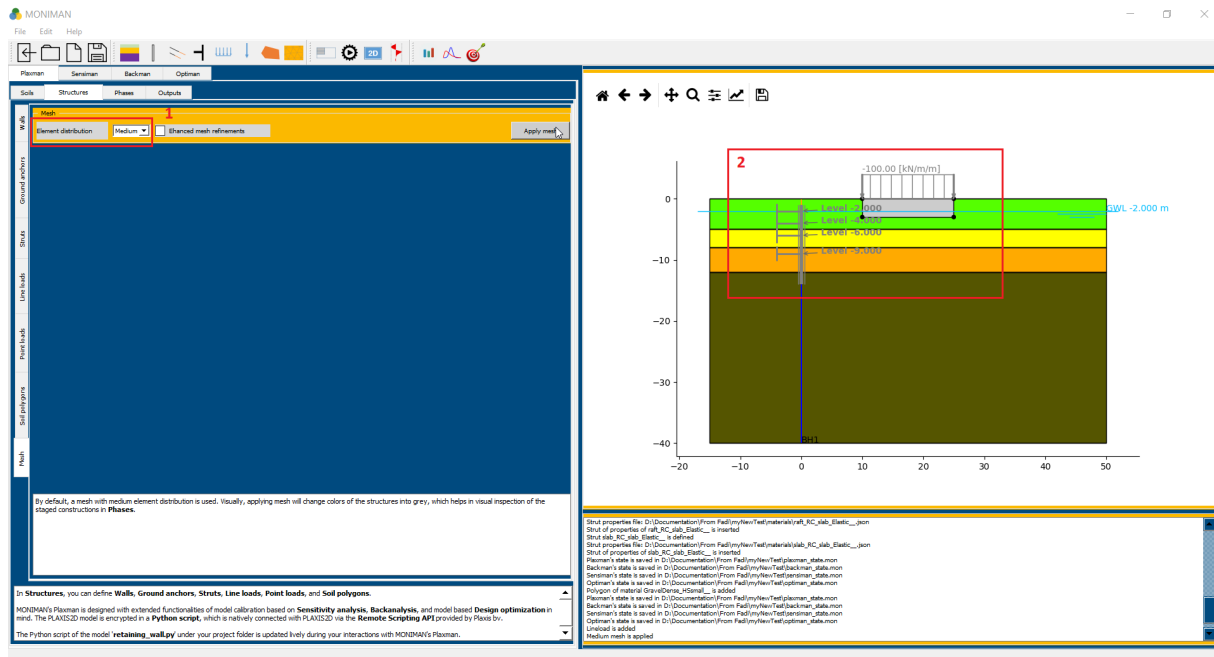 MONIMAN
File Edit Help
2D
Plaxman Sensiman Backman Optiman
Soils Structures Phases Outputs
Walls
Ground anchors
Struts
Line loads
Point loads
Soil polygons
Mesh
Mesh
1
Element distribution Medium Ehanced mesh refinements Apply mesh
By default, a mesh with medium element distribution is used. Visually, applying mesh will change colors of the structures into grey, which helps in visual inspection of the
staged constructions in Phases.
In Structures, you can define Walls, Ground anchors, Struts, Line loads, Point loads, and Soil polygons.
MONIMAN's Plaxman is designed with extended functionalities of model calibration based on Sensitivity analysis, Backanalysis, and model based Design optimization in
mind. The PLAXIS2D model is encrypted in a Python script, which is natively connected with PLAXIS2D via the Remote Scripting API provided by Plaxis bv.
The Python script of the model 'retaining_wall.py' under your project folder is updated lively during your interactions with MONIMAN's Plaxman.
2
-100.00 [kN/m/m]
Level -2.000
Level -4.000
Level -6.000
Level -9.000
GWL -2.000 m
BH1
0
−10
−20
−30
−40
−20 −10 0 10 20 30 40 50
Strut properties file: D:\Documentation\From Fadi\myNewTest\materials\raft_RC_slab_Elastic__.json
Strut of properties of raft_RC_slab_Elastic__ is inserted
Strut slab_RC_slab_Elastic__ is defined
Strut properties file: D:\Documentation\From Fadi\myNewTest\materials\slab_RC_slab_Elastic__.json
Strut of properties of slab_RC_slab_Elastic__ is inserted
Plaxman's state is saved in D:\Documentation\From Fadi\myNewTest\plaxman_state.mon
Backman's state is saved in D:\Documentation\From Fadi\myNewTest\backman_state.mon
Sensiman's state is saved in D:\Documentation\From Fadi\myNewTest\sensiman_state.mon
Optiman's state is saved in D:\Documentation\From Fadi\myNewTest\optiman_state.mon
Polygon of material GravelDense_HSmall__ is added
Plaxman's state is saved in D:\Documentation\From Fadi\myNewTest\plaxman_state.mon
Backman's state is saved in D:\Documentation\From Fadi\myNewTest\backman_state.mon
Sensiman's state is saved in D:\Documentation\From Fadi\myNewTest\sensiman_state.mon
Optiman's state is saved in D:\Documentation\From Fadi\myNewTest\optiman_state.mon
Lineload is added
Medium mesh is applied